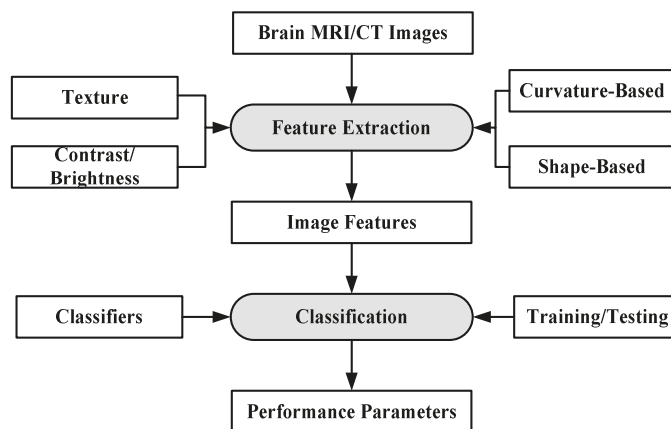 Brain MRI/CT Images
Texture
Curvature-Based
Feature Extraction
Contrast/
Brightness
Shape-Based
Image Features
Classifiers
Classification
Training/Testing
Performance Parameters